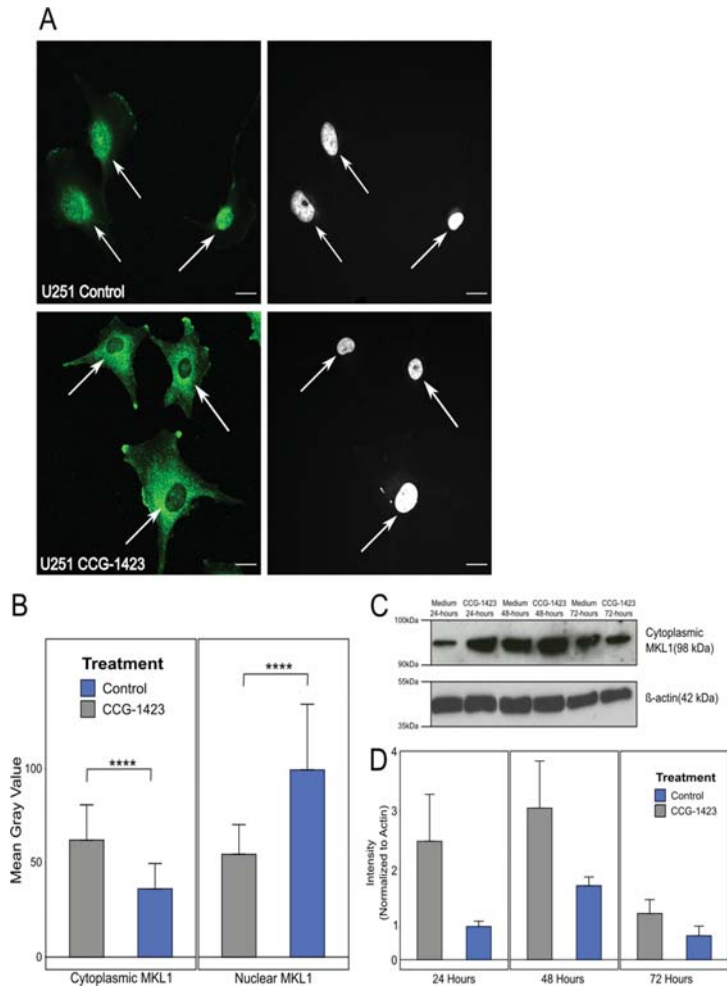 A
U251 Control
U251 CCG-1423
B
Treatment
Control
CCG-1423
****
****
Mean Gray Value
100
50
0
Cytoplasmic MKL1
Nuclear MKL1
C
Medium CCG-1423 Medium CCG-1423 Medium CCG-1423
24-hours 24-hours 48-hours 48-hours 72-hours 72-hours
100kDa
90kDa
Cytoplasmic
MKL1(98 kDa)
55kDa
35kDa
ß-actin(42 kDa)
D
Treatment
Control
CCG-1423
Intensity
(Normalized to Actin)
4
3
2
1
0
24 Hours
48 Hours
72 Hours